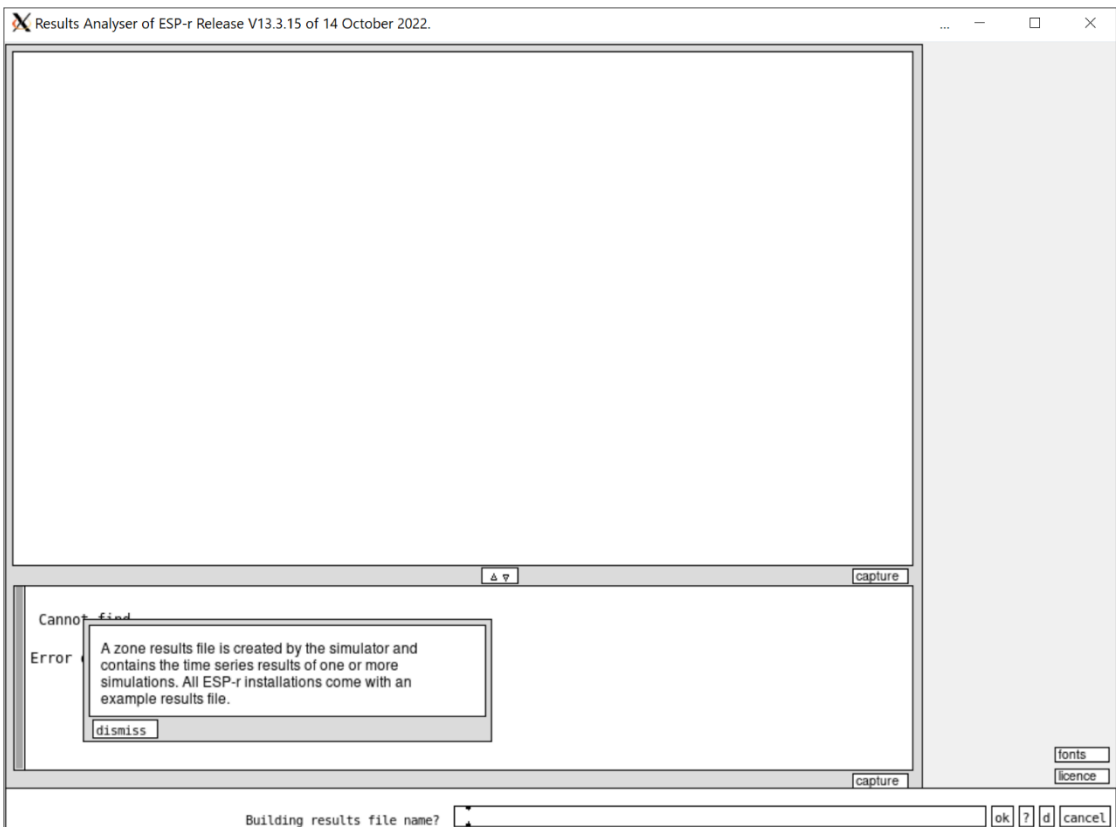 Results Analyser of ESP-r Release V13.3.15 of 14 October 2022.
...
capture
Cannot find
Error
A zone results file is created by the simulator and
contains the time series results of one or more
simulations. All ESP-r installations come with an
example results file.
dismiss
fonts
capture
licence
Building results file name?
ok ? d cancel